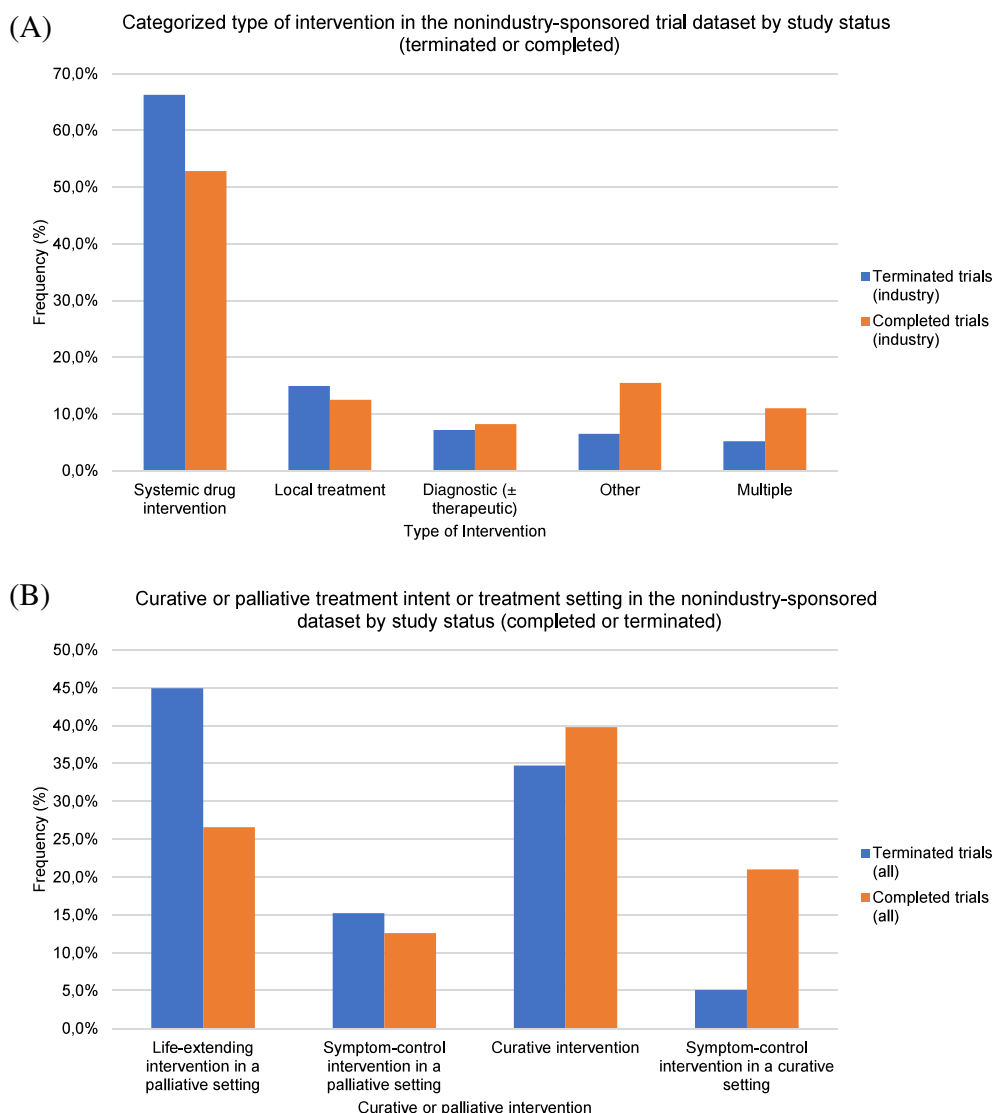 (A)
Categorized type of intervention in the nonindustry-sponsored trial dataset by study status
(terminated or completed)
70,0%
60,0%
50,0%
40,0%
30,0%
20,0%
10,0%
0,0%
Frequency (%)
Systemic drug
intervention
Local treatment
Diagnostic (±
therapeutic)
Other
Multiple
Type of Intervention
Terminated trials
(industry)
Completed trials
(industry)
(B)
Curative or palliative treatment intent or treatment setting in the nonindustry-sponsored
dataset by study status (completed or terminated)
50,0%
45,0%
40,0%
35,0%
30,0%
25,0%
20,0%
15,0%
10,0%
5,0%
0,0%
Frequency (%)
Life-extending
intervention in a
palliative setting
Symptom-control
intervention in a
palliative setting
Curative intervention
Symptom-control
intervention in a curative
setting
Curative or palliative intervention
Terminated trials
(all)
Completed trials
(all)